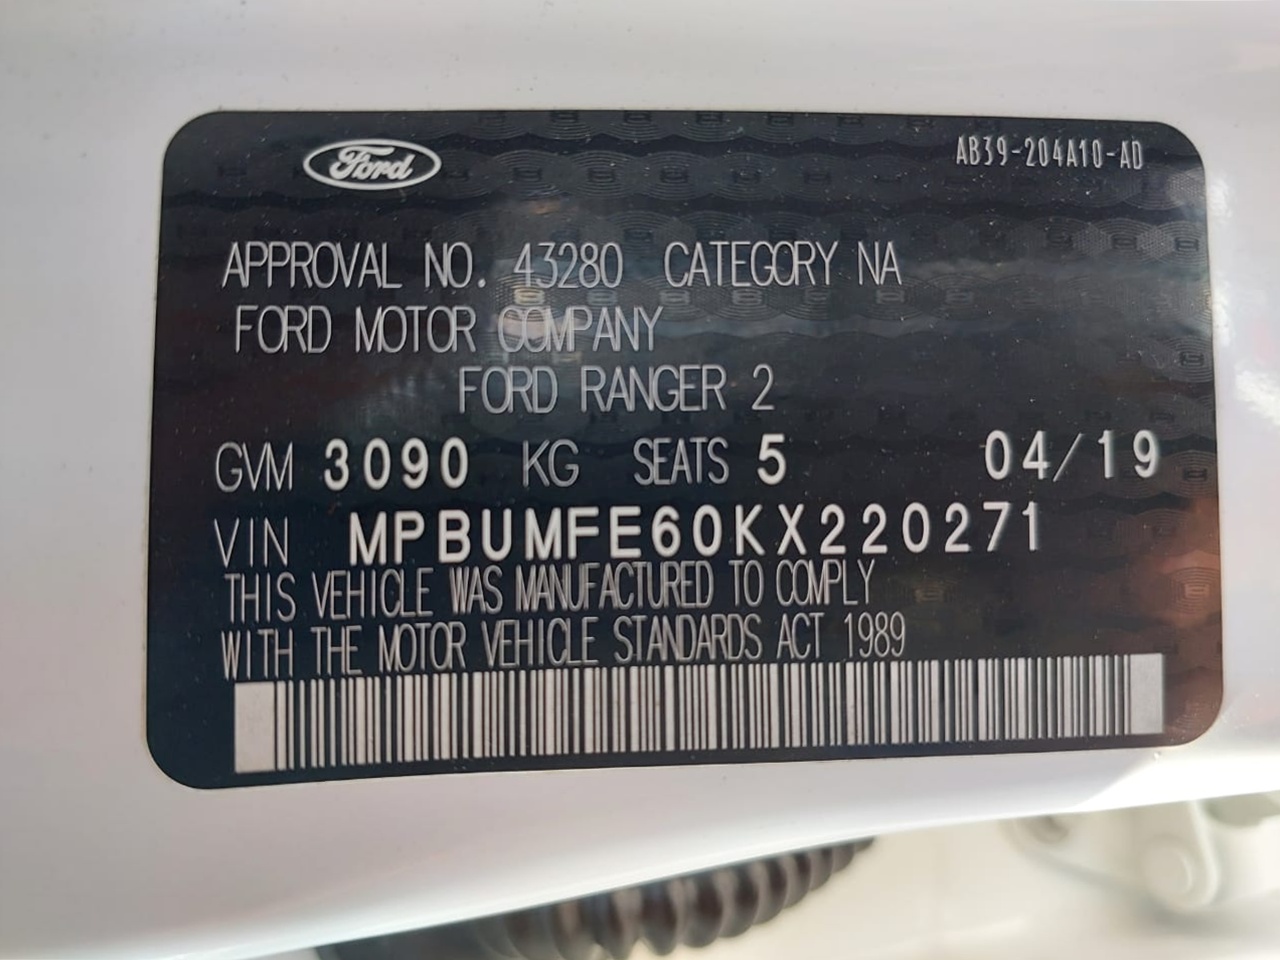 Ford
AB39-204A10-AD
APPROVAL NO. 43280 CATEGORY NA
FORD MOTOR COMPANY
FORD RANGER 2
GVM 3090 KG SEATS 5 04/19
VIN MPBUMFE60KX220271
THIS VEHICLE WAS MANUFACTURED TO COMPLY
WITH THE MOTOR VEHICLE STANDARDS ACT 1989